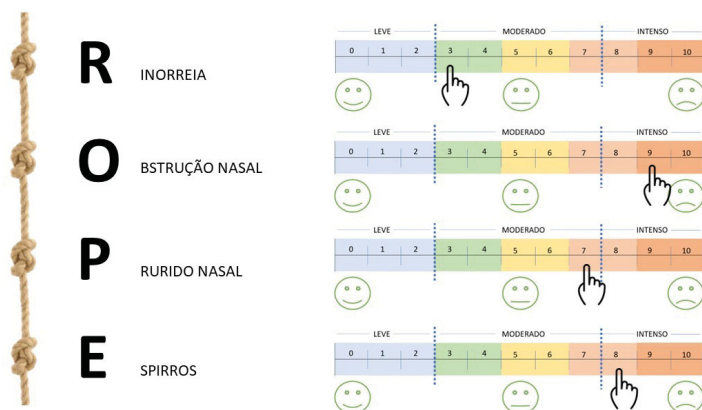 LEVE MODERADO INTENSO
0 1 2 3 4 5 6 7 8 9 10
R INORREIA
LEVE MODERADO INTENSO
0 1 2 3 4 5 6 7 8 9 10
O BSTRUÇÃO NASAL
LEVE MODERADO INTENSO
0 1 2 3 4 5 6 7 8 9 10
P RURIDO NASAL
LEVE MODERADO INTENSO
0 1 2 3 4 5 6 7 8 9 10
E SPIRROS